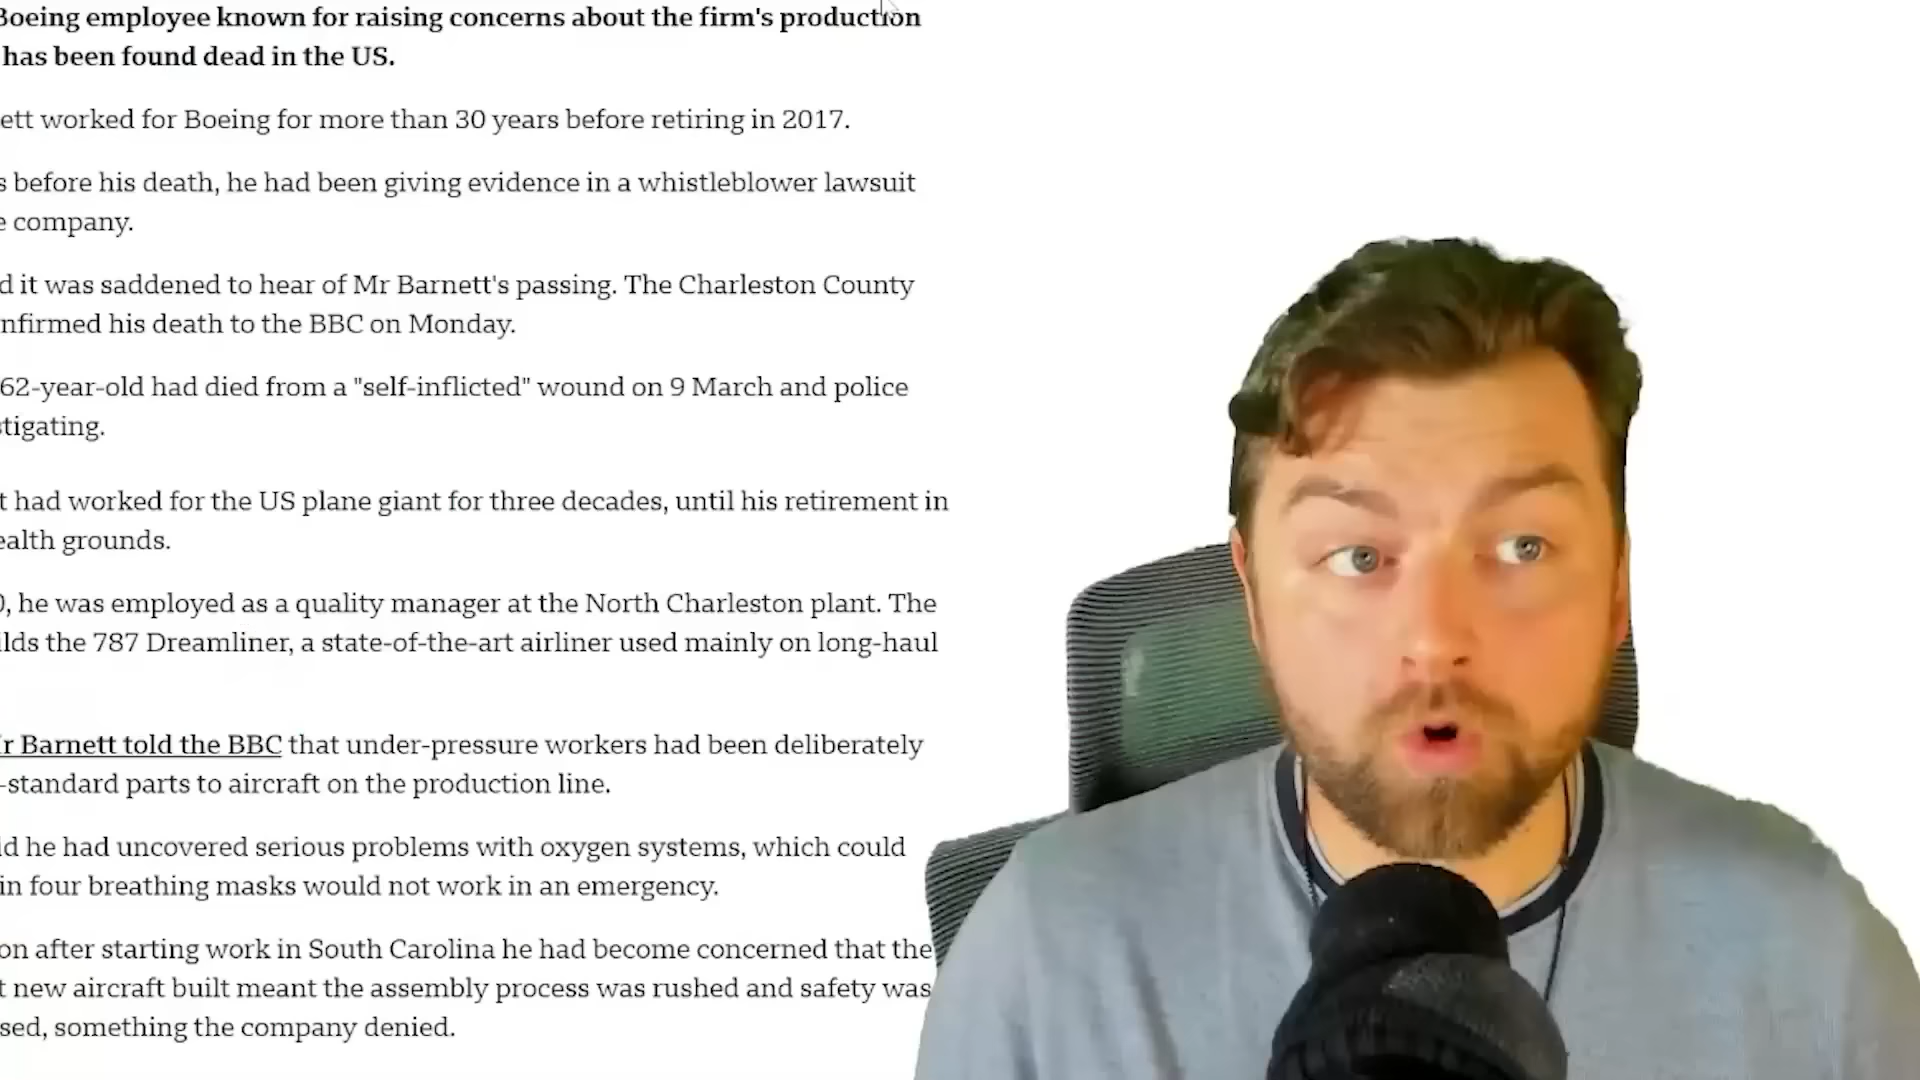 Boeing employee known for raising concerns about the firm's production
has been found dead in the US.
ett worked for Boeing for more than 30 years before retiring in 2017.
s before his death, he had been giving evidence in a whistleblower lawsuit
e company.
d it was saddened to hear of Mr Barnett's passing. The Charleston County
nfirmed his death to the BBC on Monday.
62-year-old had died from a "self-inflicted" wound on 9 March and police
stigating.
t had worked for the US plane giant for three decades, until his retirement in
ealth grounds.
0, he was employed as a quality manager at the North Charleston plant. The
ilds the 787 Dreamliner, a state-of-the-art airliner used mainly on long-haul
r Barnett told the BBC that under-pressure workers had been deliberately
-standard parts to aircraft on the production line.
id he had uncovered serious problems with oxygen systems, which could
in four breathing masks would not work in an emergency.
on after starting work in South Carolina he had become concerned that the
t new aircraft built meant the assembly process was rushed and safety was
sed, something the company denied.